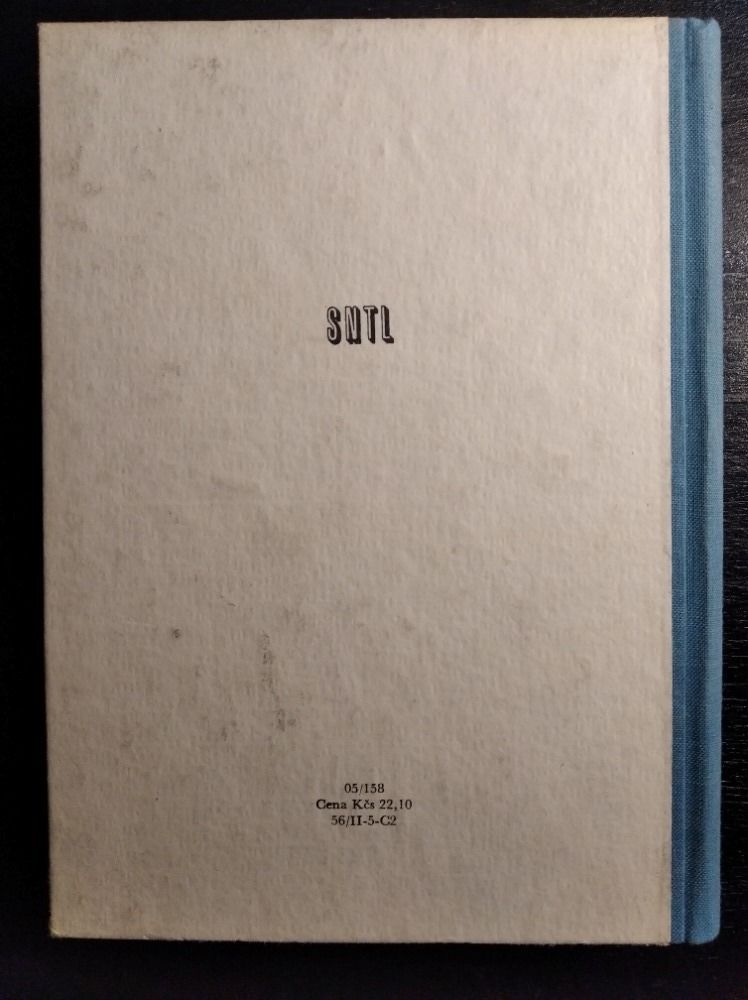 SNTL
05/158
Cena Kčs 22,10
56/II-5-C2